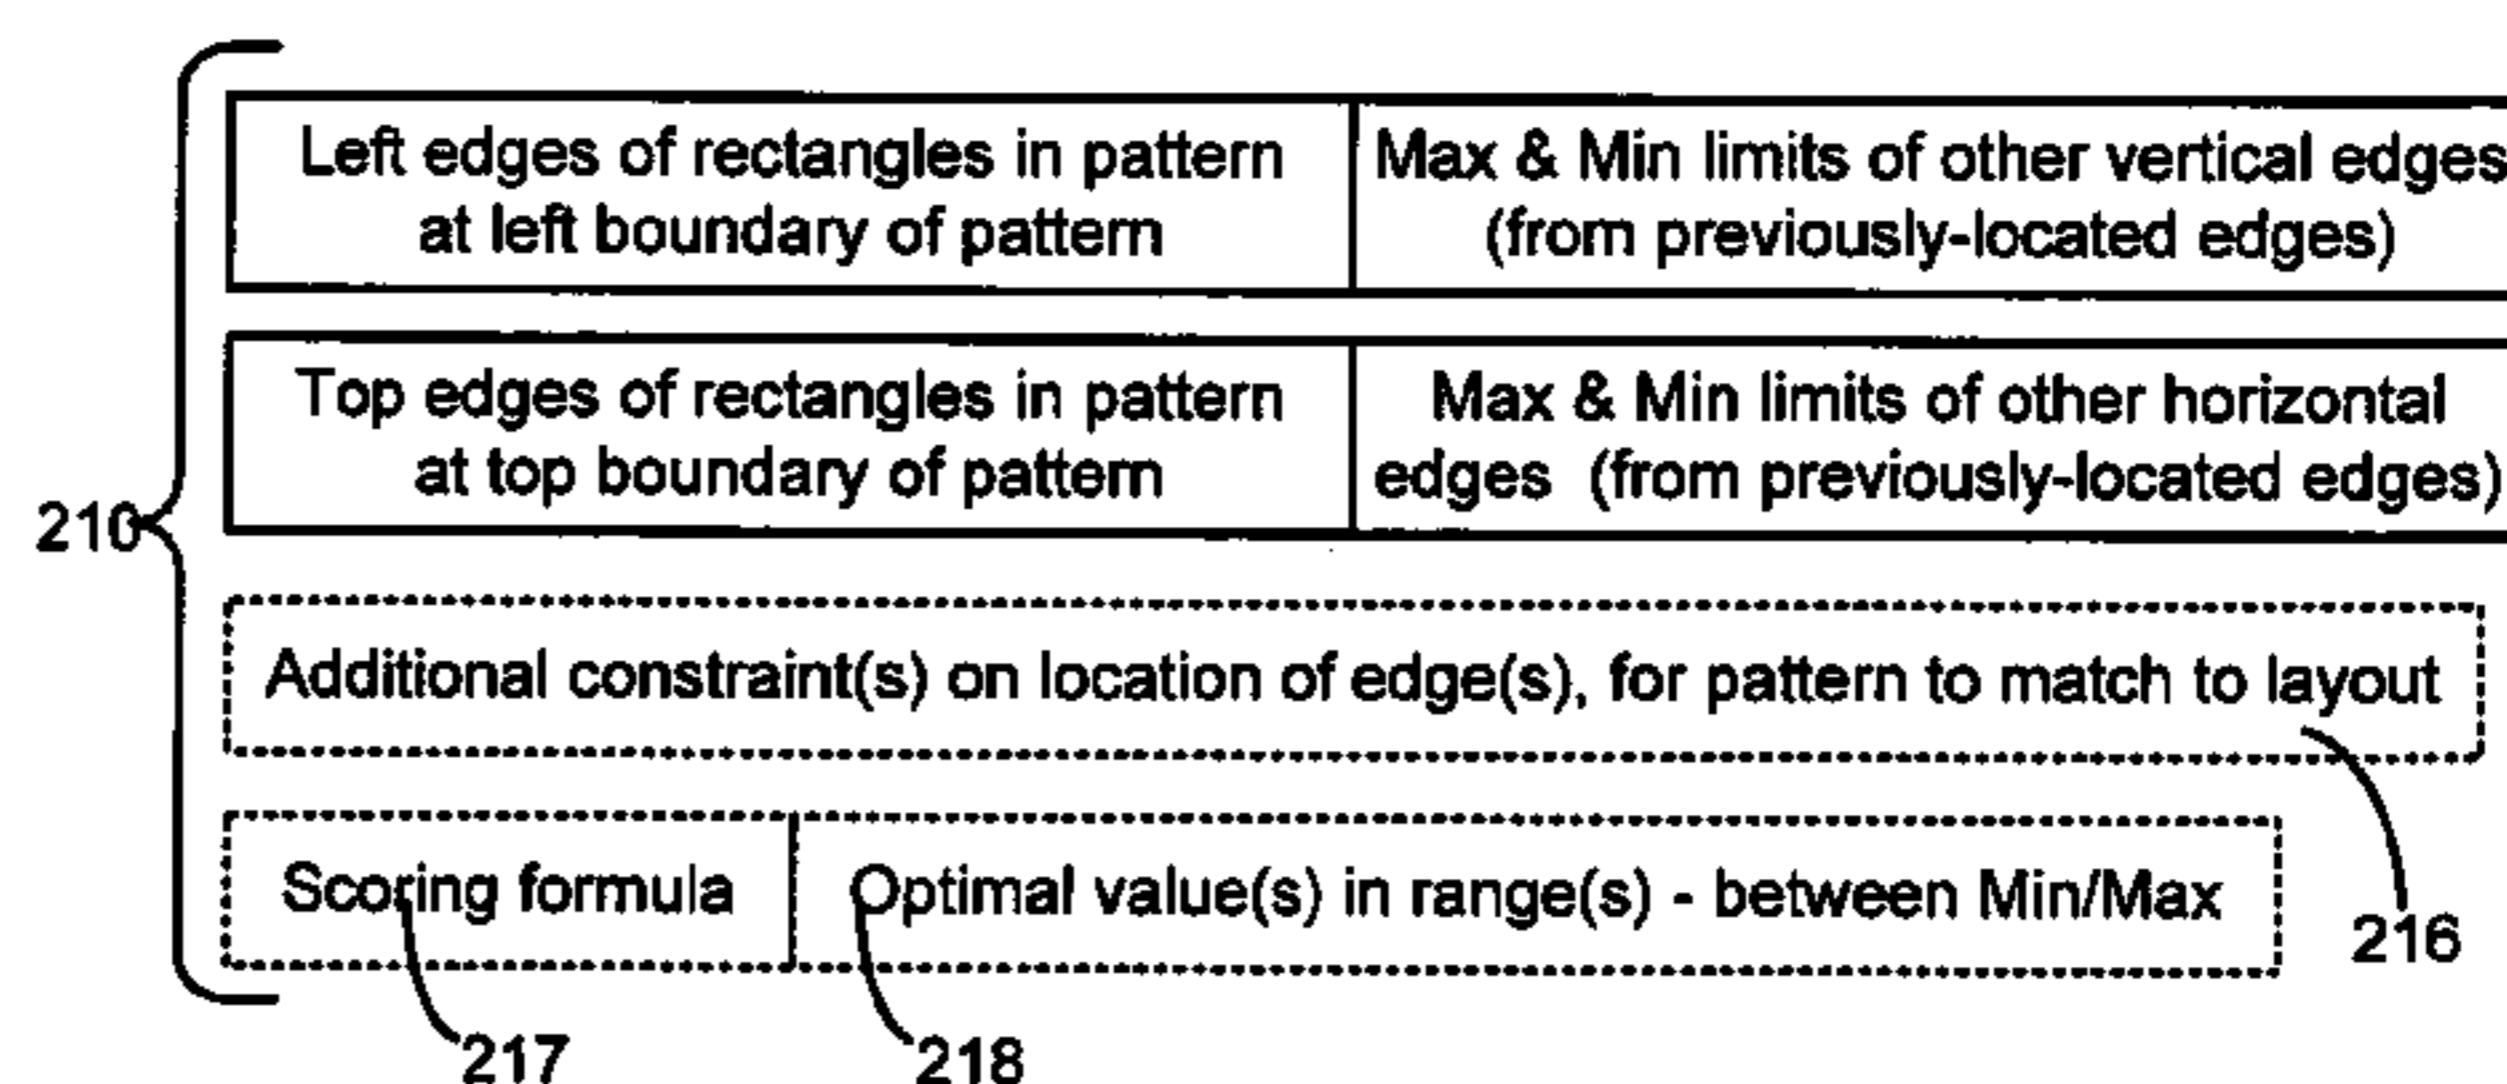 Left edges of rectangles in pattern
at left boundary of pattern
Max & Min limits of other vertical edges
(from previously-located edges)
Top edges of rectangles in pattern
at top boundary of pattern
Max & Min limits of other horizontal
edges (from previously-located edges)
210
Additional constraint(s) on location of edge(s), for pattern to match to layout
Scoring formula
Optimal value(s) in range(s) - between Min/Max
216
217
218